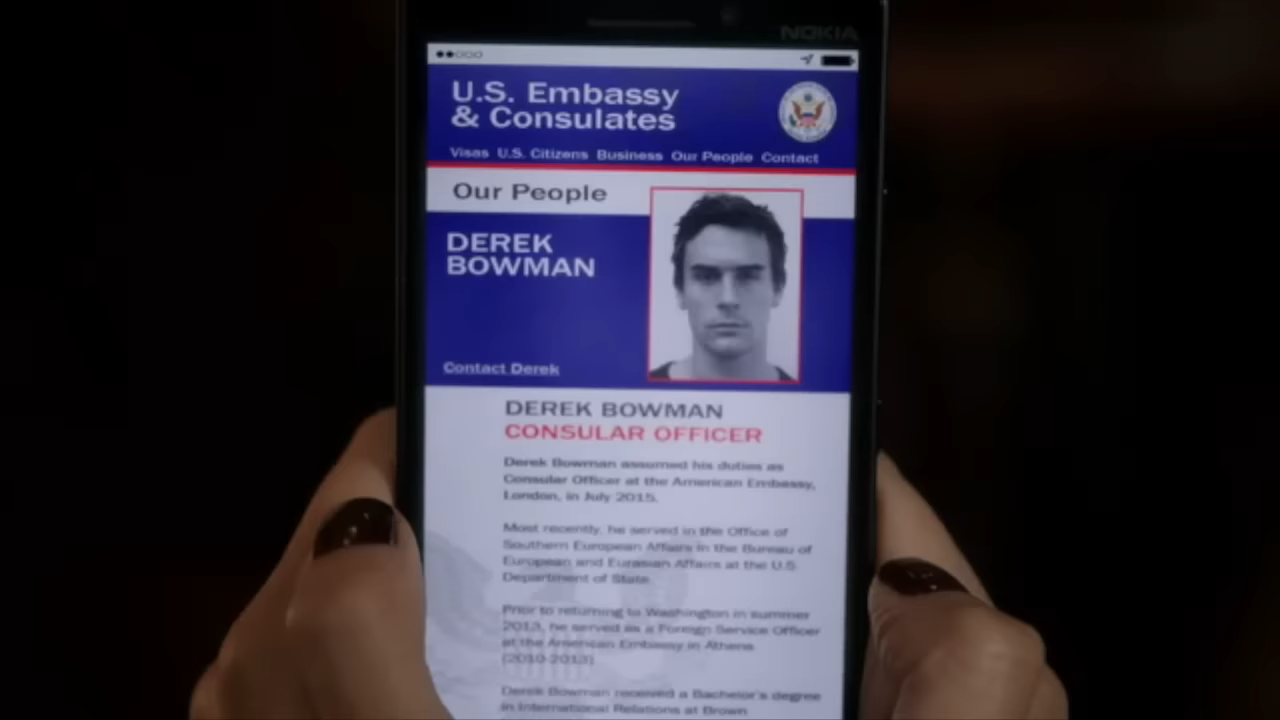 NOKIA
U.S. Embassy
& Consulates
Visas U.S. Citizens Business Our People Contact
Our People
DEREK
BOWMAN
Contact Derek
DEREK BOWMAN
CONSULAR OFFICER
Derek Bowman assumed his duties as
Consular Officer at the American Embassy,
London, in July 2015.
Most recently, he served in the Office of
Southern European Affairs in the Bureau of
European and Eurasian Affairs at the U.S.
Department of State.
Prior to returning to Washington in summer
2013, he served as a Foreign Service Officer
at the American Embassy in Athens
(2010-2013)
Derek Bowman received a Bachelor's degree
in International Relations at Brown